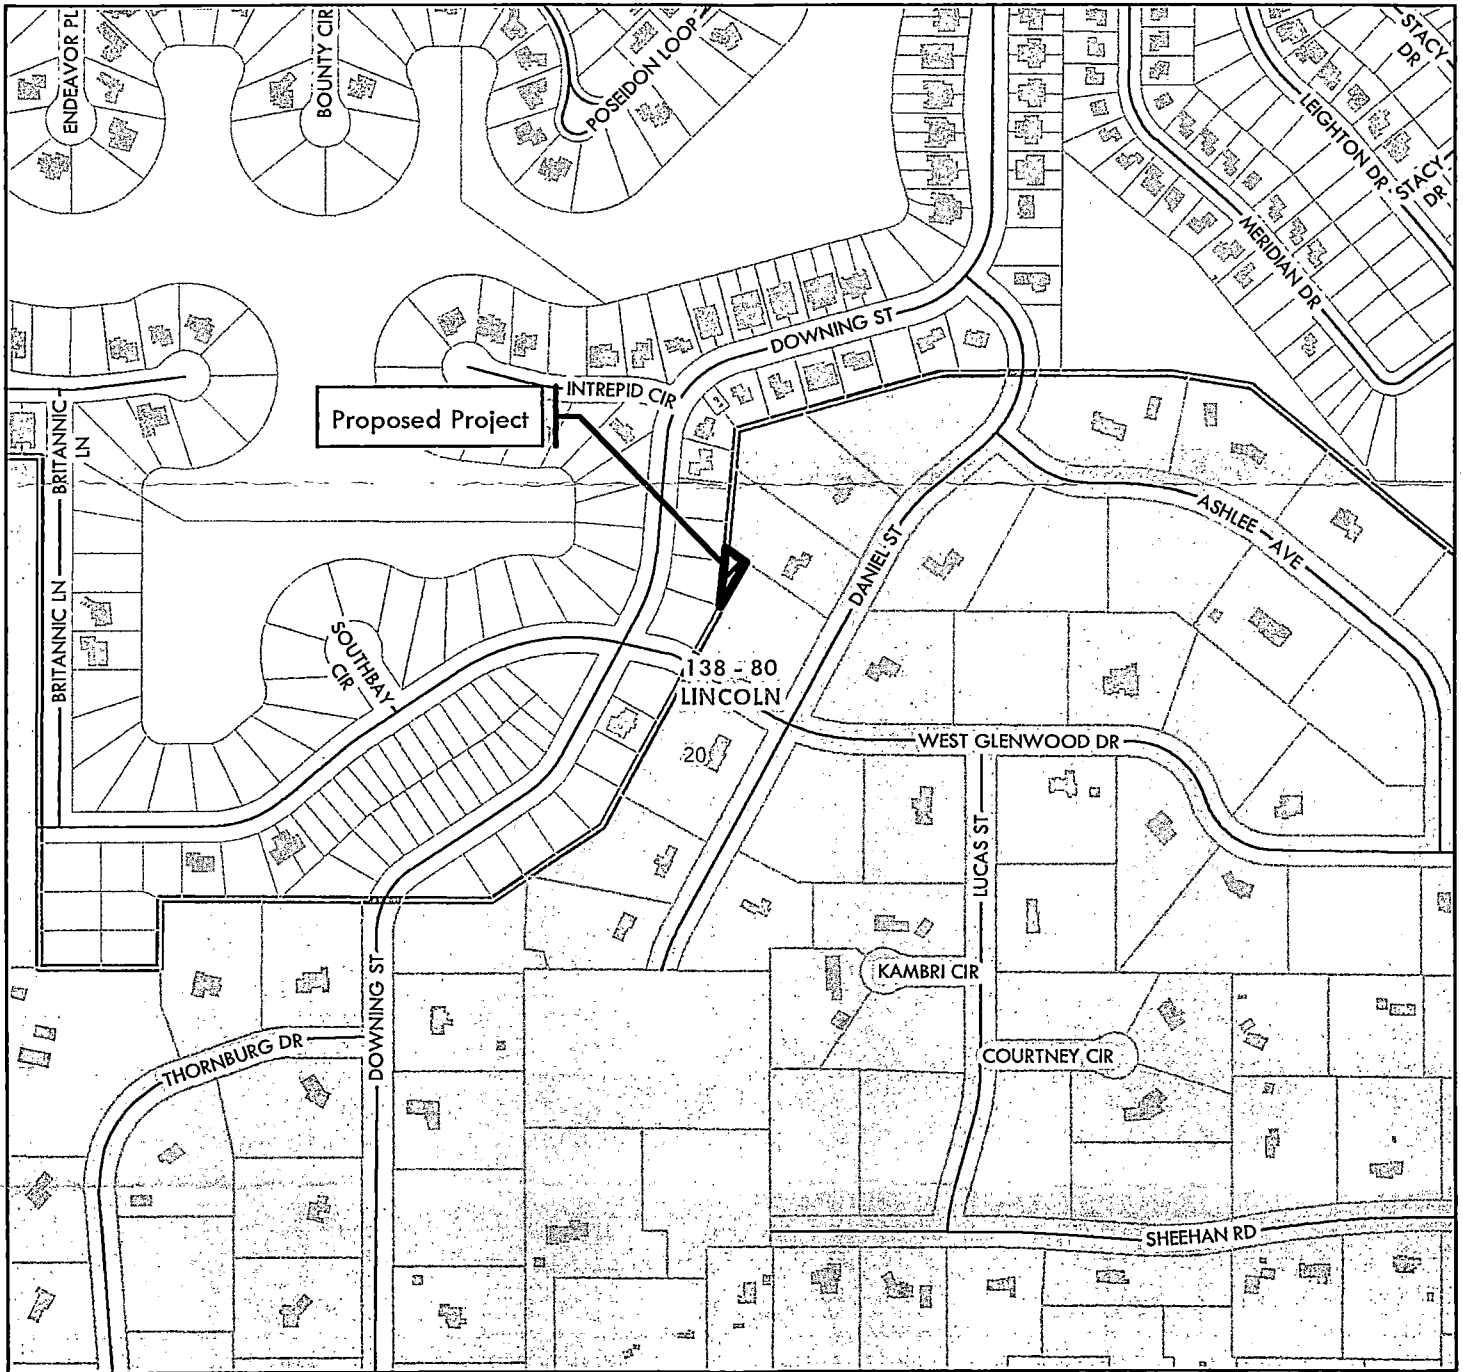 ENDEAVOR PL
BOUNTY CIR
POSEIDON LOOP
STACY
DR
LEIGHTON DR
STACY
DR
MERIDIAN DR
DOWNING ST
INTREPID CIR
Proposed Project
BRITANNIC
LN
ASHLEE AVE
DANIEL ST
BRITANNIC LN
SOUTHBAY
CIR
138 - 80
LINCOLN
20
WEST GLENWOOD DR
LUCAS ST
KAMBRI CIR
DOWNING ST
THORNBURG DR
COURTNEY CIR
SHEEHAN RD